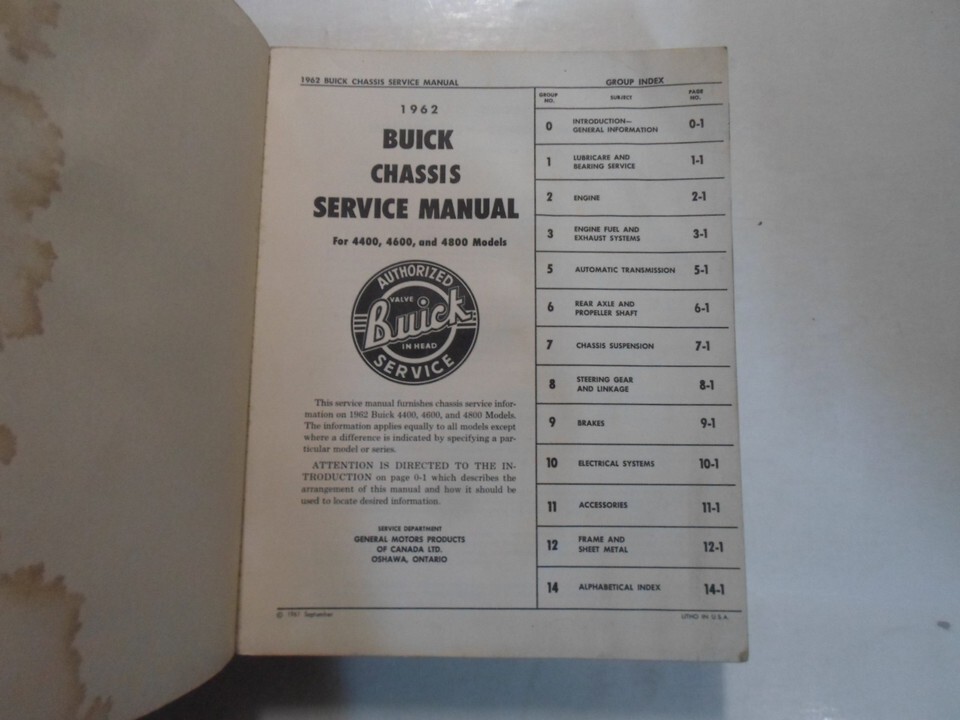 1962 BUICK CHASSIS SERVICE MANUAL
GROUP INDEX
1962
BUICK
CHASSIS
SERVICE MANUAL
For 4400, 4600, and 4800 Models
AUTHORIZED
VALVE
Buick
IN HEAD
SERVICE
This service manual furnishes chassis service infor-
mation on 1962 Buick 4400, 4600, and 4800 Models.
The information applies equally to all models except
where a difference is indicated by specifying a par-
ticular model or series.
ATTENTION IS DIRECTED TO THE IN-
TRODUCTION on page 0-1 which describes the
arrangement of this manual and how it should be
used to locate desired information.
SERVICE DEPARTMENT
GENERAL MOTORS PRODUCTS
OF CANADA LTD.
OSHAWA, ONTARIO
GROUP NO. SUBJECT PAGE NO.
0 INTRODUCTION— 0-1
GENERAL INFORMATION
1 LUBRICARE AND 1-1
BEARING SERVICE
2 ENGINE 2-1
3 ENGINE FUEL AND 3-1
EXHAUST SYSTEMS
5 AUTOMATIC TRANSMISSION 5-1
6 REAR AXLE AND 6-1
PROPELLER SHAFT
7 CHASSIS SUSPENSION 7-1
8 STEERING GEAR 8-1
AND LINKAGE
9 BRAKES 9-1
10 ELECTRICAL SYSTEMS 10-1
11 ACCESSORIES 11-1
12 FRAME AND 12-1
SHEET METAL
14 ALPHABETICAL INDEX 14-1
© 1961 September
LITHO IN U.S.A.